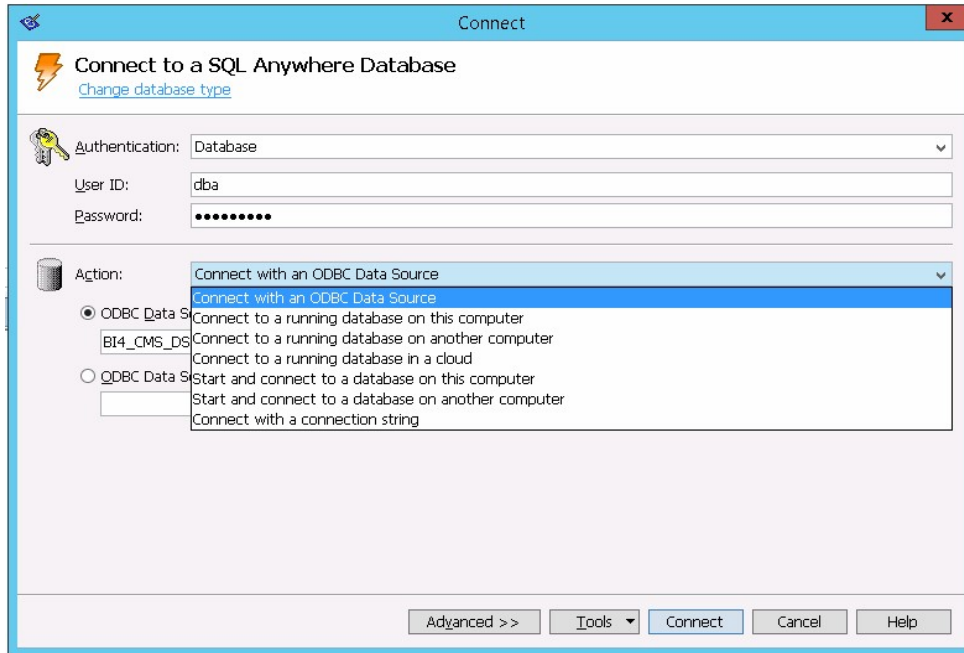 Connect
x
Connect to a SQL Anywhere Database
Change database type
Authentication: Database
User ID: dba
Password: •••••••••
Action: Connect with an ODBC Data Source
Connect with an ODBC Data Source
Connect to a running database on this computer
Connect to a running database on another computer
Connect to a running database in a cloud
Start and connect to a database on this computer
Start and connect to a database on another computer
Connect with a connection string
ODBC Data S
BI4_CMS_DS
ODBC Data S
Advanced >> Tools Connect Cancel Help